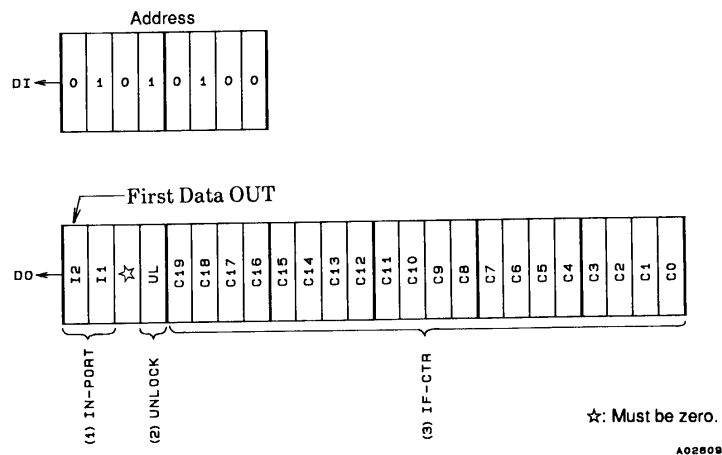 Address
DI 0 1 0 1 0 1 0 0
First Data OUT
DO I2 I1 ☆ UL C19 C18 C17 C16 C15 C14 C13 C12 C11 C10 C9 C8 C7 C6 C5 C4 C3 C2 C1 C0
(1) IN-PORT
(2) UNLOCK
(3) IF-CTR
☆: Must be zero.
A02609